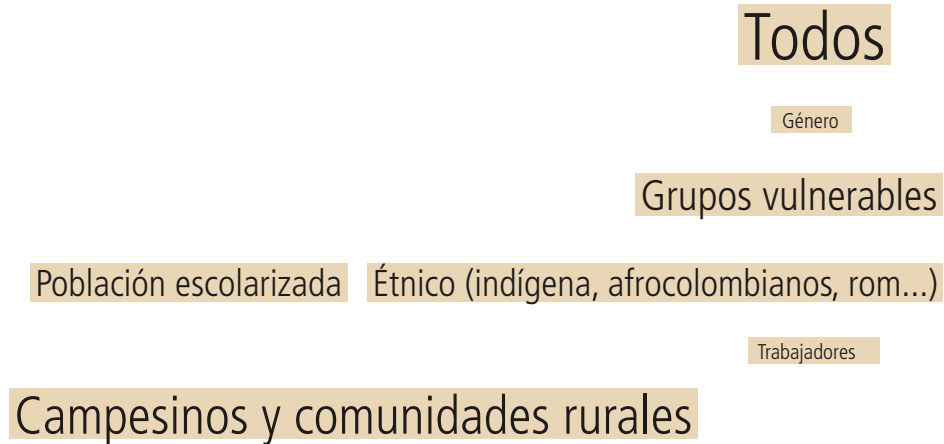 Todos
Género
Grupos vulnerables
Población escolarizada
Étnico (indígena, afrocolombianos, rom...)
Trabajadores
Campesinos y comunidades rurales